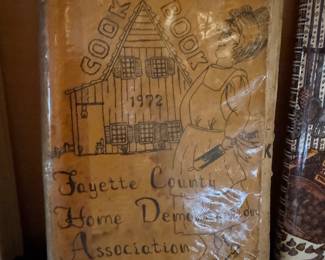 COOK BOOK
1972
Fayette County
Home Demonstration
Association